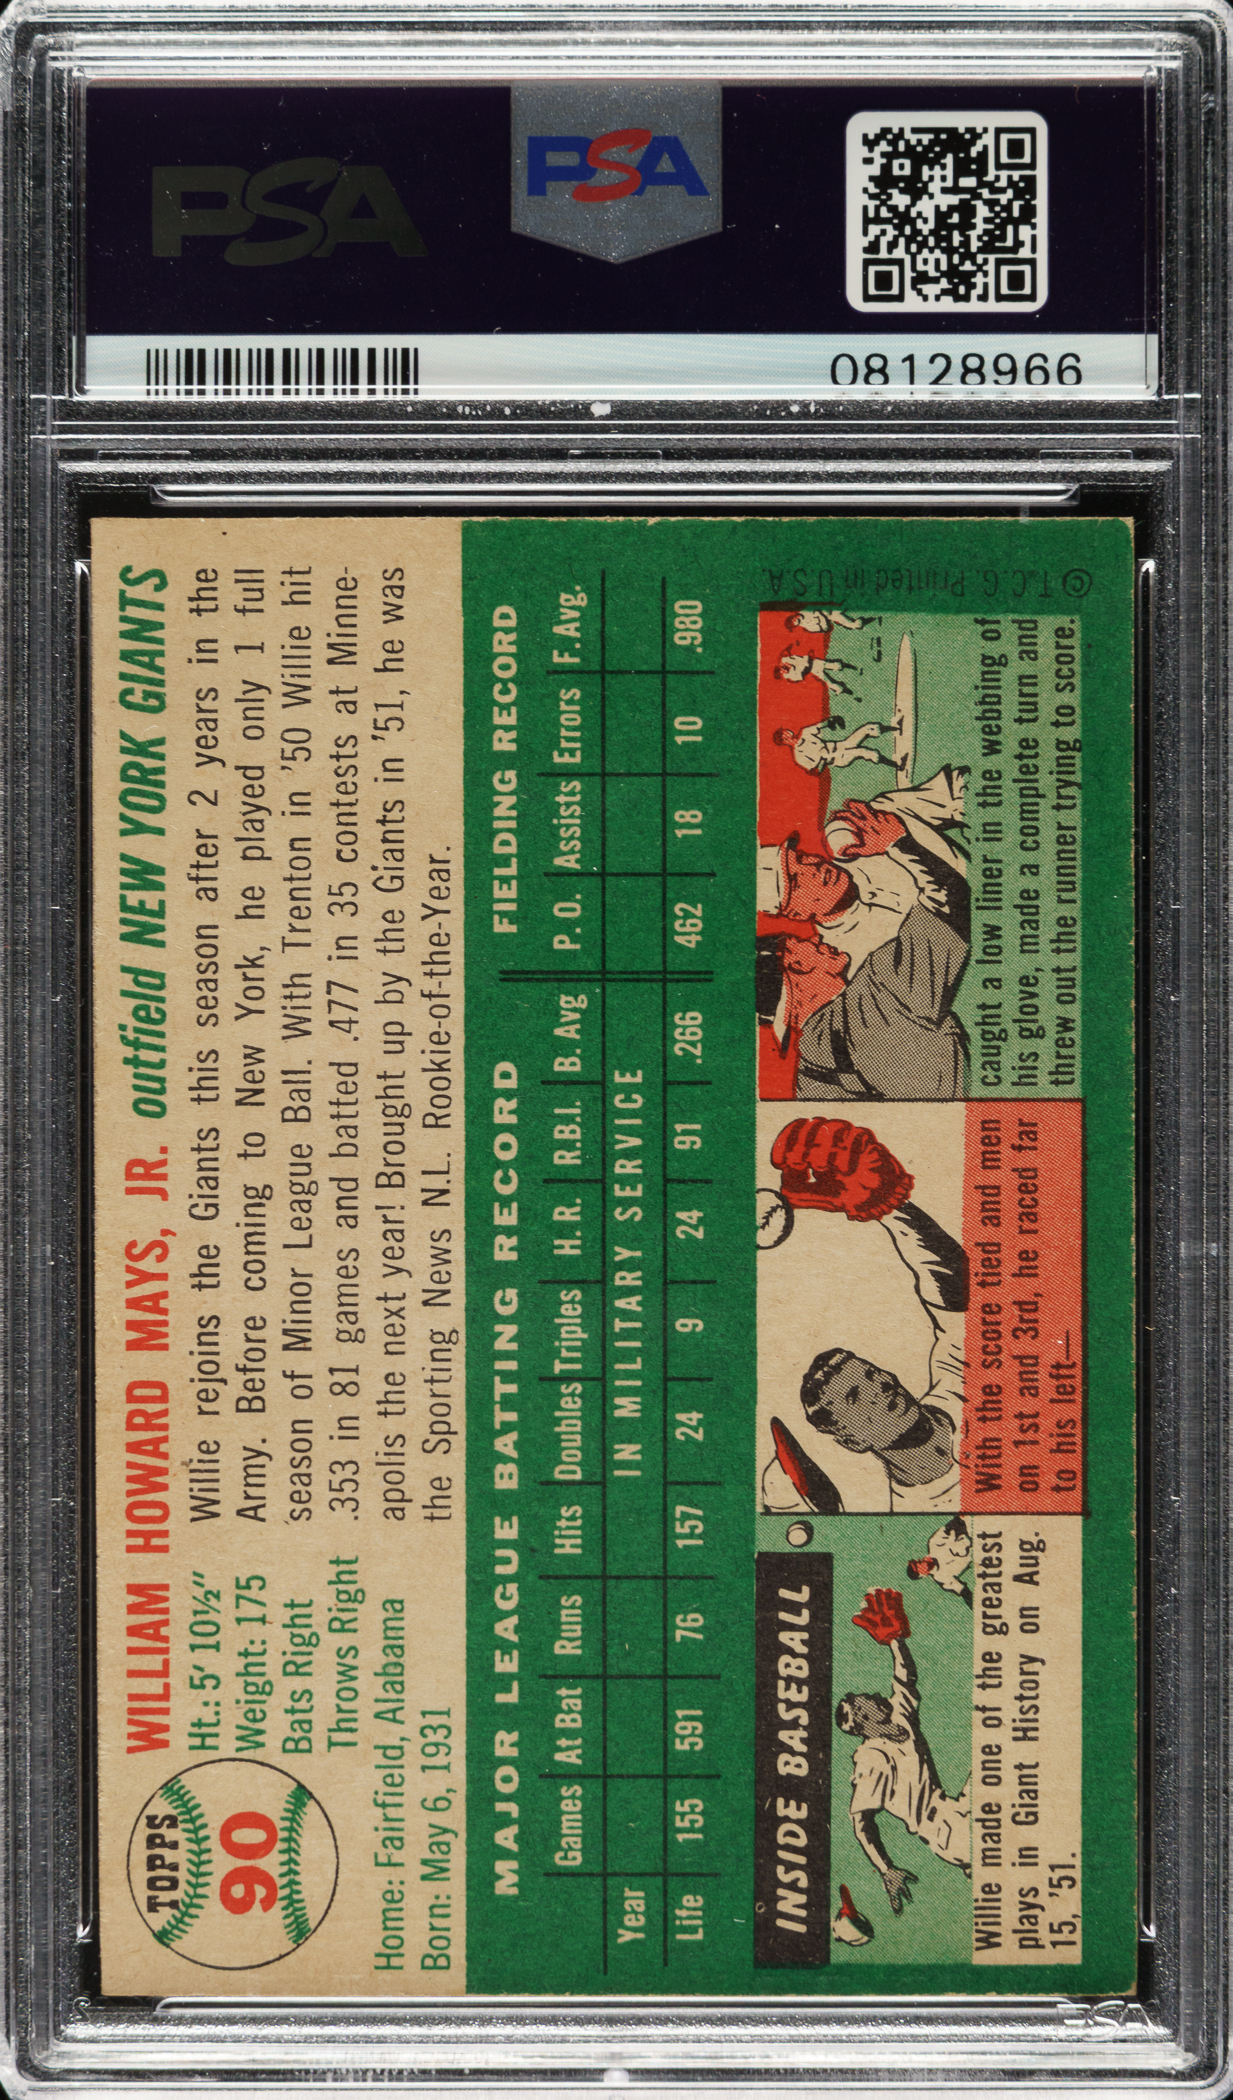 PSA
PSA
08128966
TOPPS
90
WILLIAM HOWARD MAYS, JR. outfield NEW YORK GIANTS
Ht.: 5' 10½"
Weight: 175
Bats Right
Throws Right
Home: Fairfield, Alabama
Born: May 6, 1931
Willie rejoins the Giants this season after 2 years in the
Army. Before coming to New York, he played only 1 full
season of Minor League Ball. With Trenton in '50 Willie hit
.353 in 81 games and batted .477 in 35 contests at Minne-
apolis the next year! Brought up by the Giants in '51, he was
the Sporting News N.L. Rookie-of-the-Year.
MAJOR LEAGUE BATTING RECORD FIELDING RECORD
Games At Bat Runs Hits Doubles Triples H. R. R.B.I. B. Avg P. O. Assists Errors F. Avg.
Year IN MILITARY SERVICE
Life 155 591 76 157 24 9 24 91 .266 462 18 10 .980
INSIDE BASEBALL
Willie made one of the greatest
plays in Giant History on Aug.
15, '51.
With the score tied and men
on 1st and 3rd, he raced far
to his left—
caught a low liner in the webbing of
his glove, made a complete turn and
threw out the runner trying to score.
© T.C.G. Printed in U.S.A.
PSA